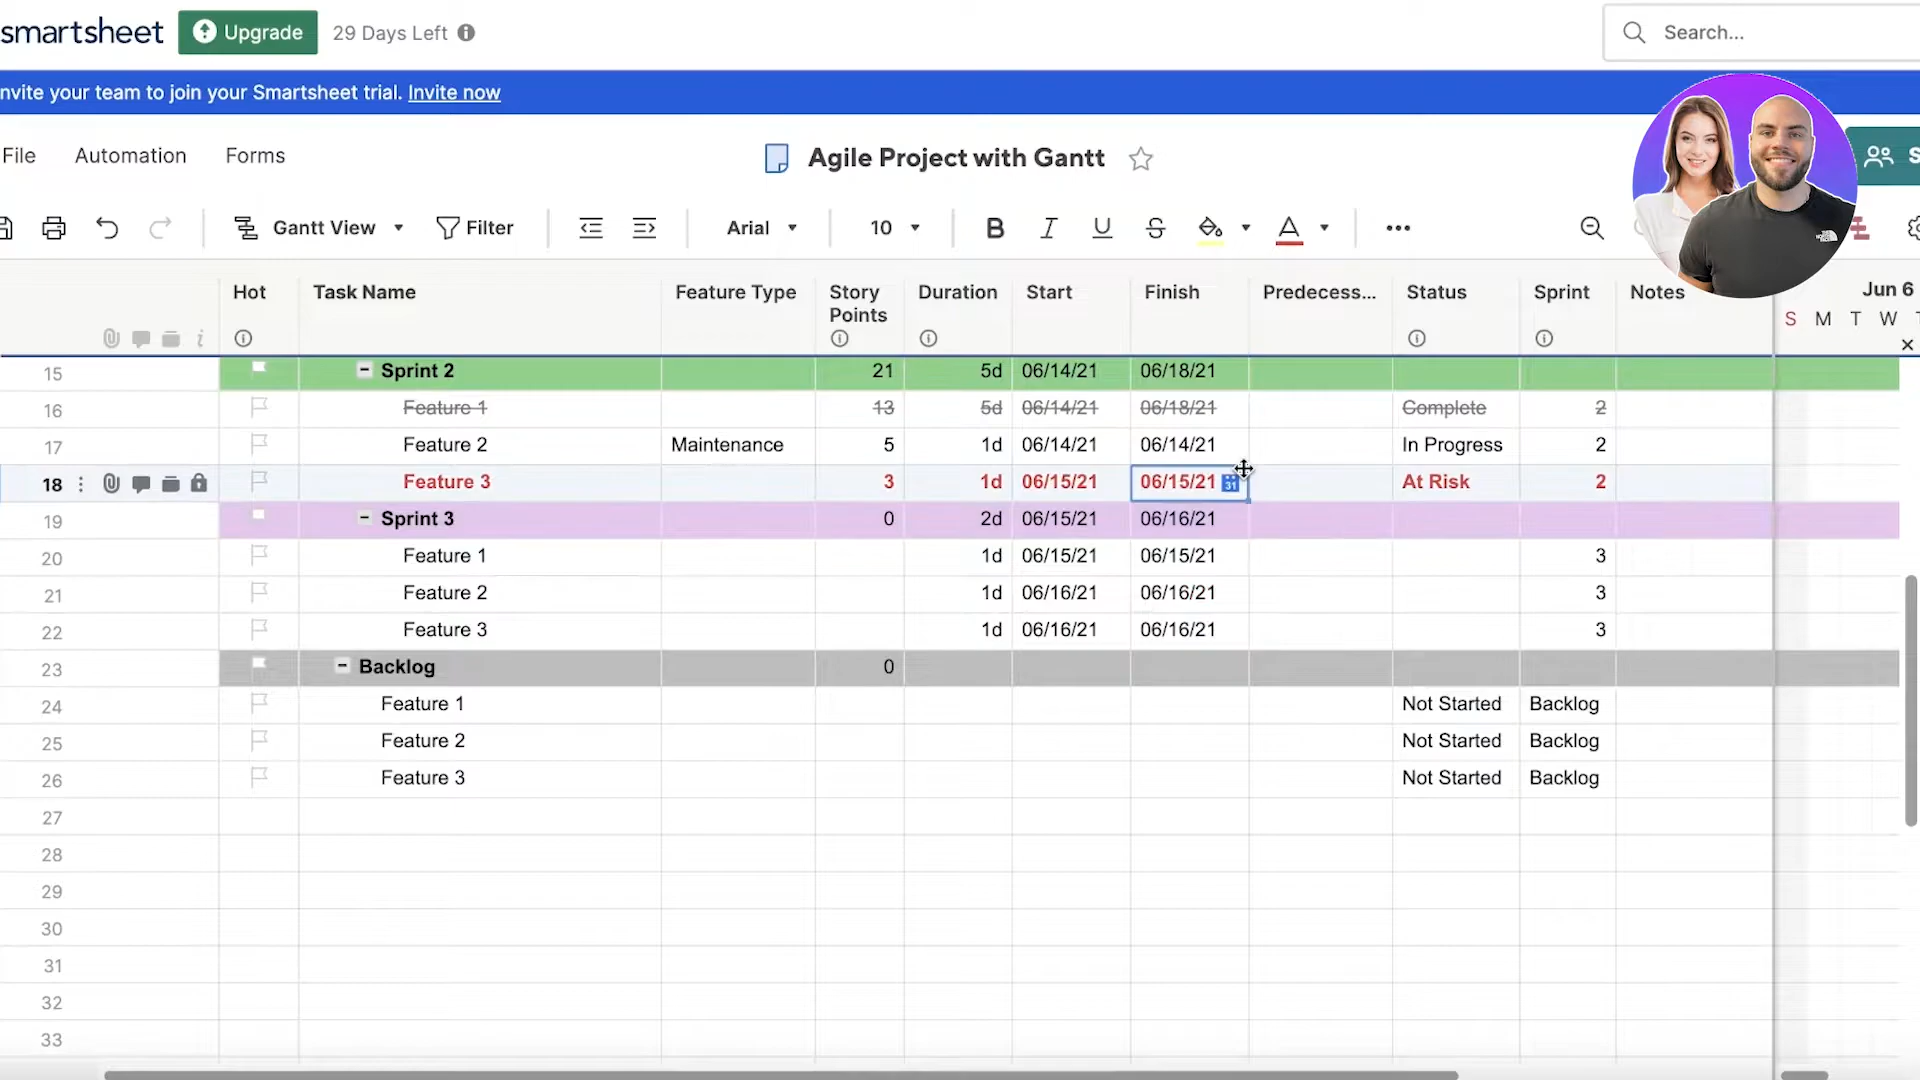 smartsheet Upgrade 29 Days Left Search...
nvite your team to join your Smartsheet trial. Invite now
File Automation Forms Agile Project with Gantt S
Gantt View Filter Arial 10 B I U S A
Hot Task Name Feature Type Story Points Duration Start Finish Predecess... Status Sprint Notes Jun 6
S M T W T
15 Sprint 2 21 5d 06/14/21 06/18/21
16 Feature 1 13 5d 06/14/21 06/18/21 Complete 2
17 Feature 2 Maintenance 5 1d 06/14/21 06/14/21 In Progress 2
18 Feature 3 3 1d 06/15/21 06/15/21 31 At Risk 2
19 Sprint 3 0 2d 06/15/21 06/16/21
20 Feature 1 1d 06/15/21 06/15/21 3
21 Feature 2 1d 06/16/21 06/16/21 3
22 Feature 3 1d 06/16/21 06/16/21 3
23 Backlog 0
24 Feature 1 Not Started Backlog
25 Feature 2 Not Started Backlog
26 Feature 3 Not Started Backlog
27
28
29
30
31
32
33